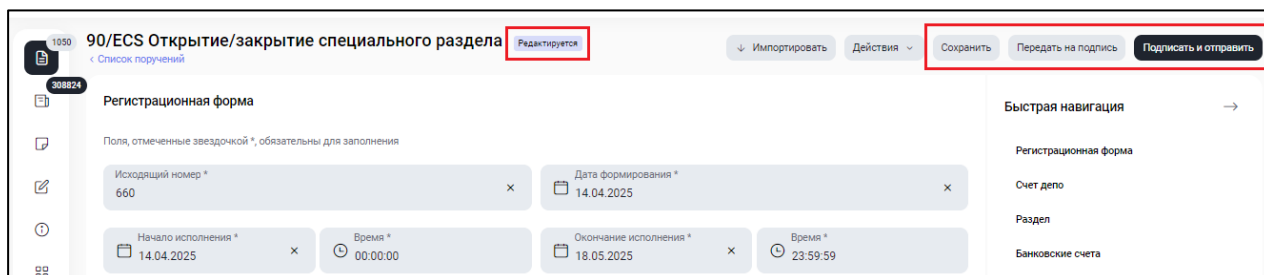 1050
90/ECS Открытие/закрытие специального раздела Редактируется
Импортировать Действия Сохранить Передать на подпись Подписать и отправить
‹ Список поручений
308824
Регистрационная форма
Быстрая навигация →
Поля, отмеченные звездочкой *, обязательны для заполнения
Регистрационная форма
Исходящий номер *
660
Дата формирования *
14.04.2025
Счет депо
Раздел
Начало исполнения *
14.04.2025
Время *
00:00:00
Окончание исполнения *
18.05.2025
Время *
23:59:59
Банковские счета